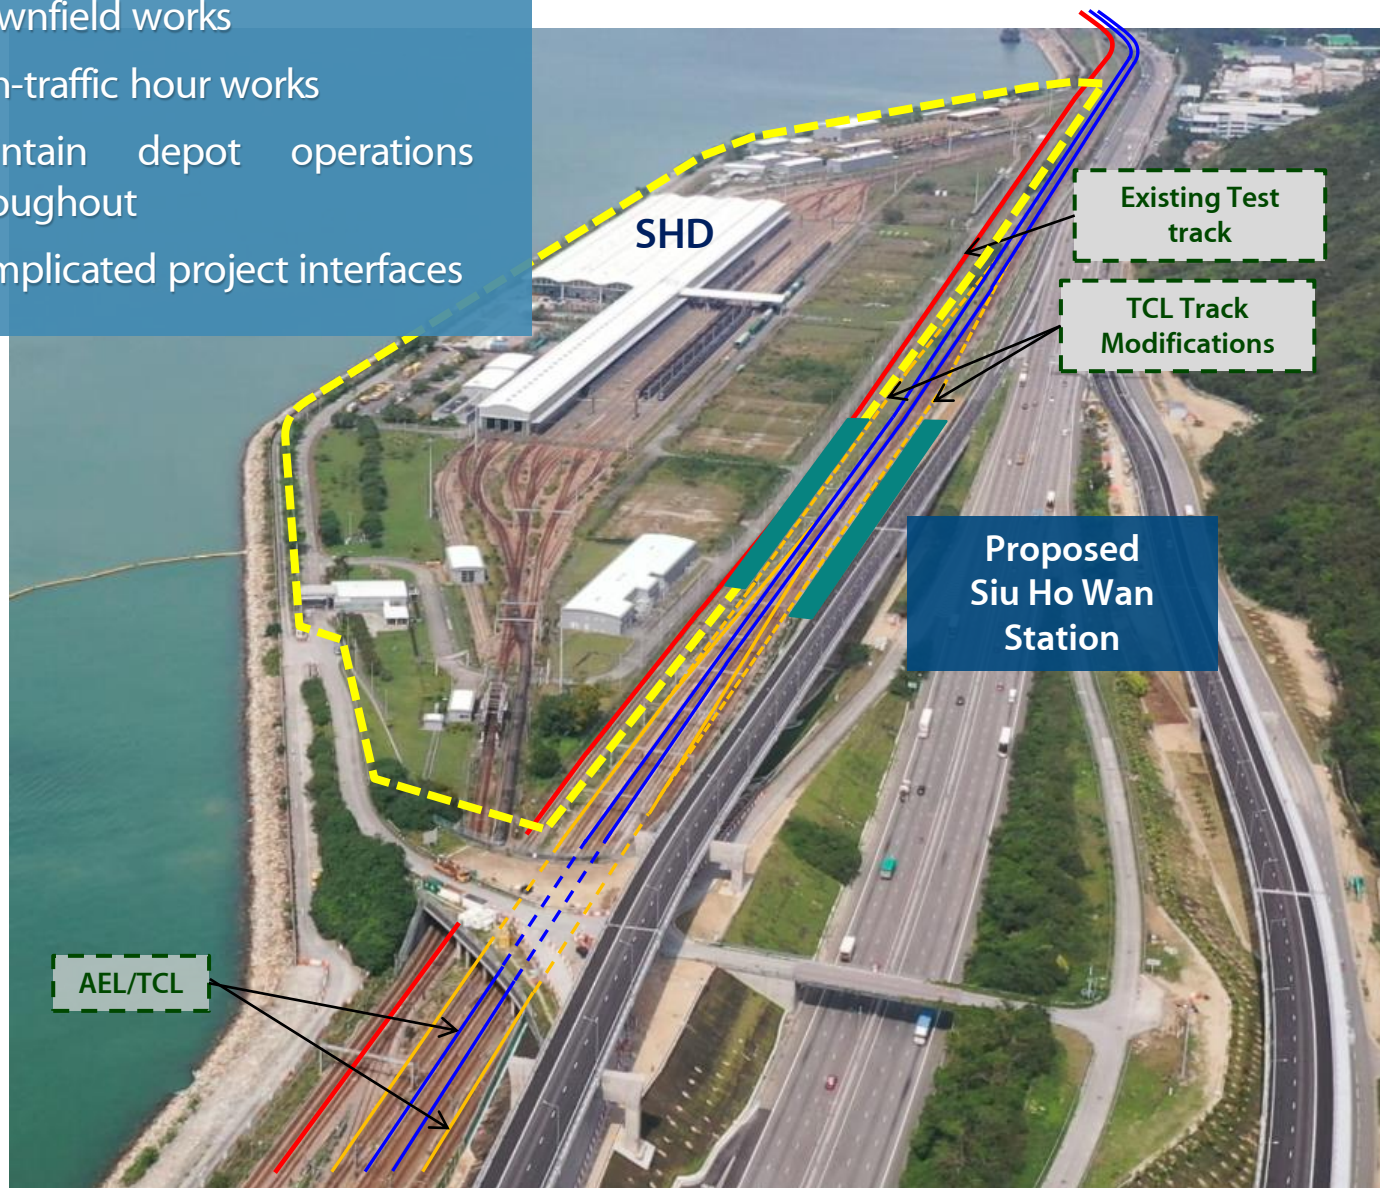 wnfield works
n-traffic hour works
ntain depot operations
oughout
mplicated project interfaces
SHD
Existing Test
track
TCL Track
Modifications
Proposed
Siu Ho Wan
Station
AEL/TCL